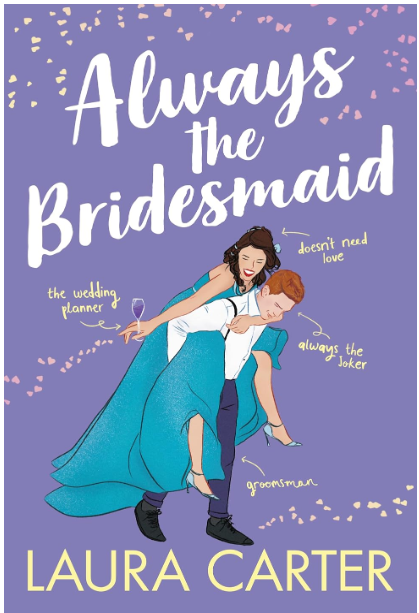 Always
the
Bridesmaid
doesn't need
love
the wedding
planner
always the
Joker
groomsman
LAURA CARTER